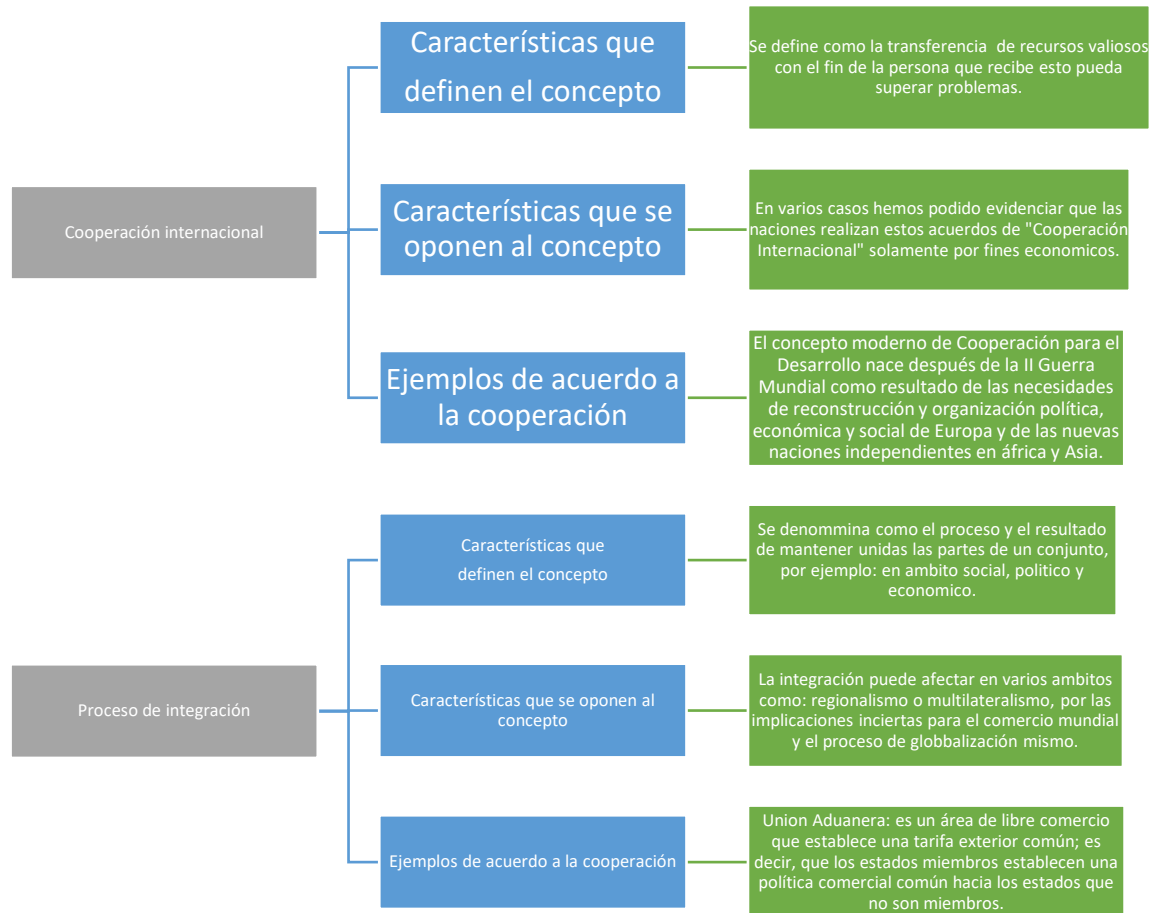 Cooperación internacional
Características que
definen el concepto
Se define como la transferencia  de recursos valiosos
con el fin de la persona que recibe esto pueda
superar problemas.
Características que se
oponen al concepto
En varios casos hemos podido evidenciar que las
naciones realizan estos acuerdos de "Cooperación
Internacional" solamente por fines economicos.
Ejemplos de acuerdo a
la cooperación
El concepto moderno de Cooperación para el
Desarrollo nace después de la II Guerra
Mundial como resultado de las necesidades
de reconstrucción y organización política,
económica y social de Europa y de las nuevas
naciones independientes en áfrica y Asia.
Proceso de integración
Características que
definen el concepto
Se denommina como el proceso y el resultado
de mantener unidas las partes de un conjunto,
por ejemplo: en ambito social, politico y
economico.
Características que se oponen al
concepto
La integración puede afectar en varios ambitos
como: regionalismo o multilateralismo, por las
implicaciones inciertas para el comercio mundial
y el proceso de globbalización mismo.
Ejemplos de acuerdo a la cooperación
Union Aduanera: es un área de libre comercio
que establece una tarifa exterior común; es
decir, que los estados miembros establecen una
política comercial común hacia los estados que
no son miembros.